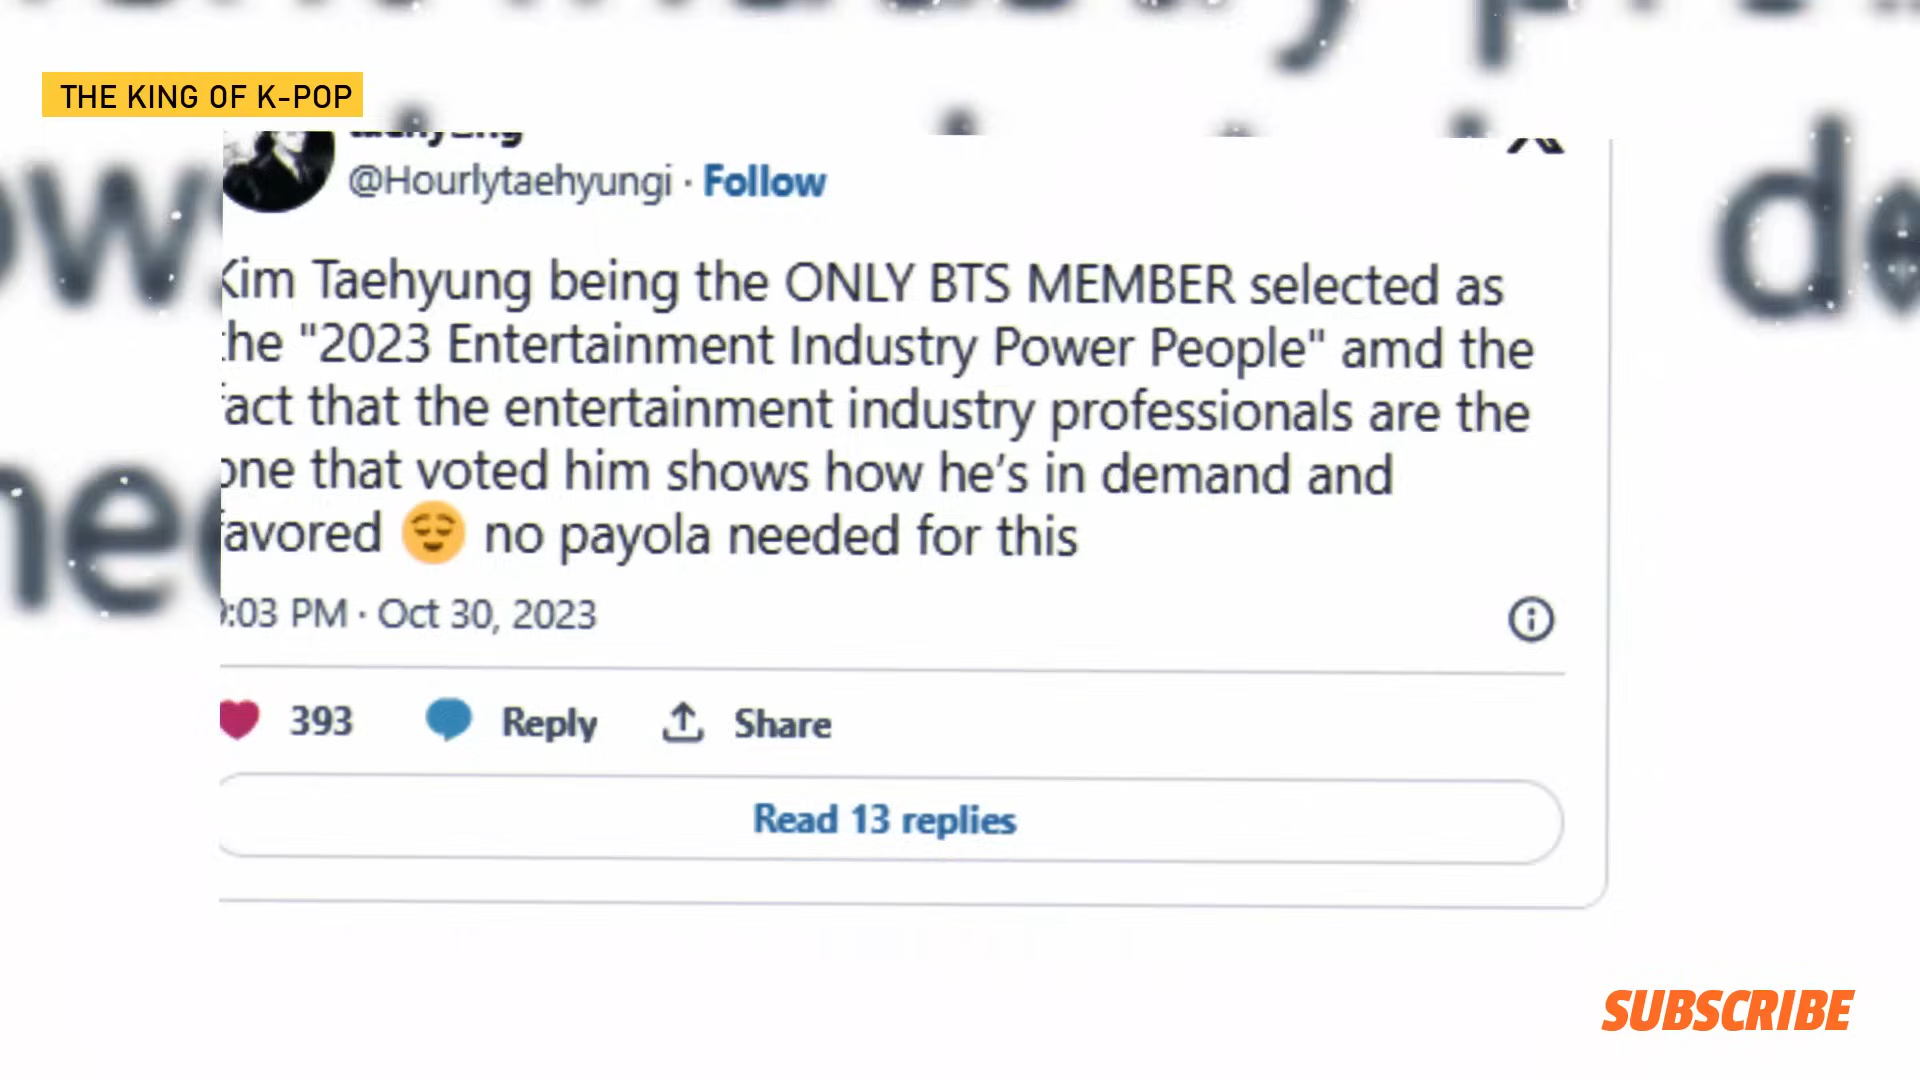 THE KING OF K-POP
@Hourlytaehyungi · Follow
Kim Taehyung being the ONLY BTS MEMBER selected as
the "2023 Entertainment Industry Power People" amd the
fact that the entertainment industry professionals are the
one that voted him shows how he's in demand and
favored 😌 no payola needed for this
:03 PM · Oct 30, 2023
393 Reply Share
Read 13 replies
SUBSCRIBE